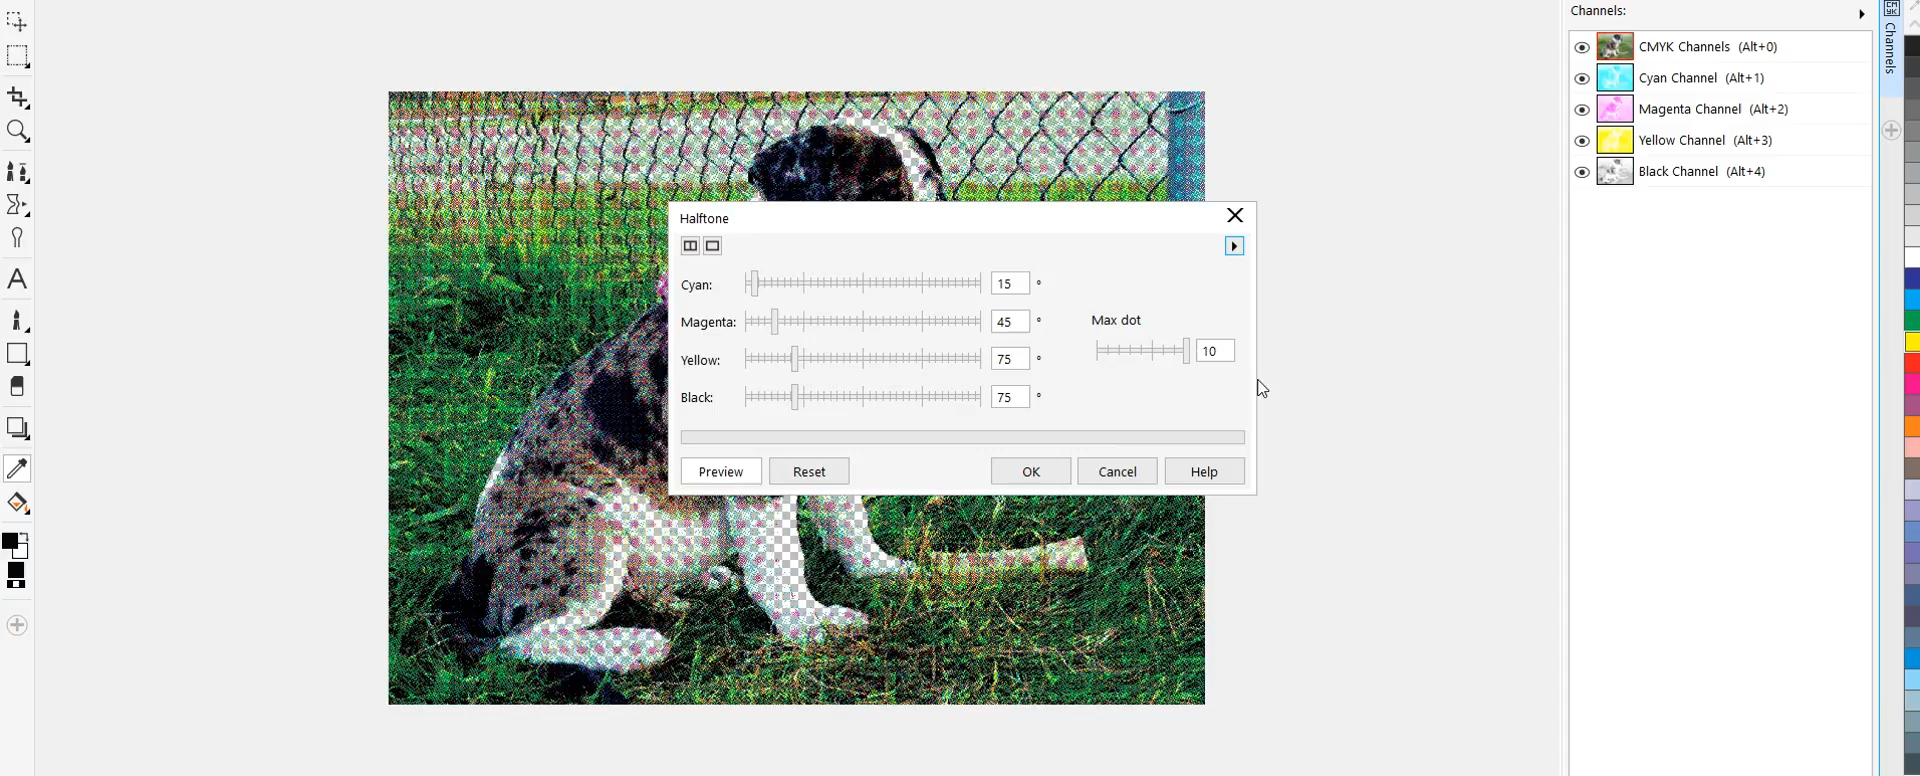 Channels:
CMYK Channels (Alt+0)
Cyan Channel (Alt+1)
Magenta Channel (Alt+2)
Yellow Channel (Alt+3)
Black Channel (Alt+4)
CMYK
Channels
Halftone
Cyan: 15 °
Magenta: 45 °
Yellow: 75 °
Black: 75 °
Max dot
10
Preview
Reset
OK
Cancel
Help